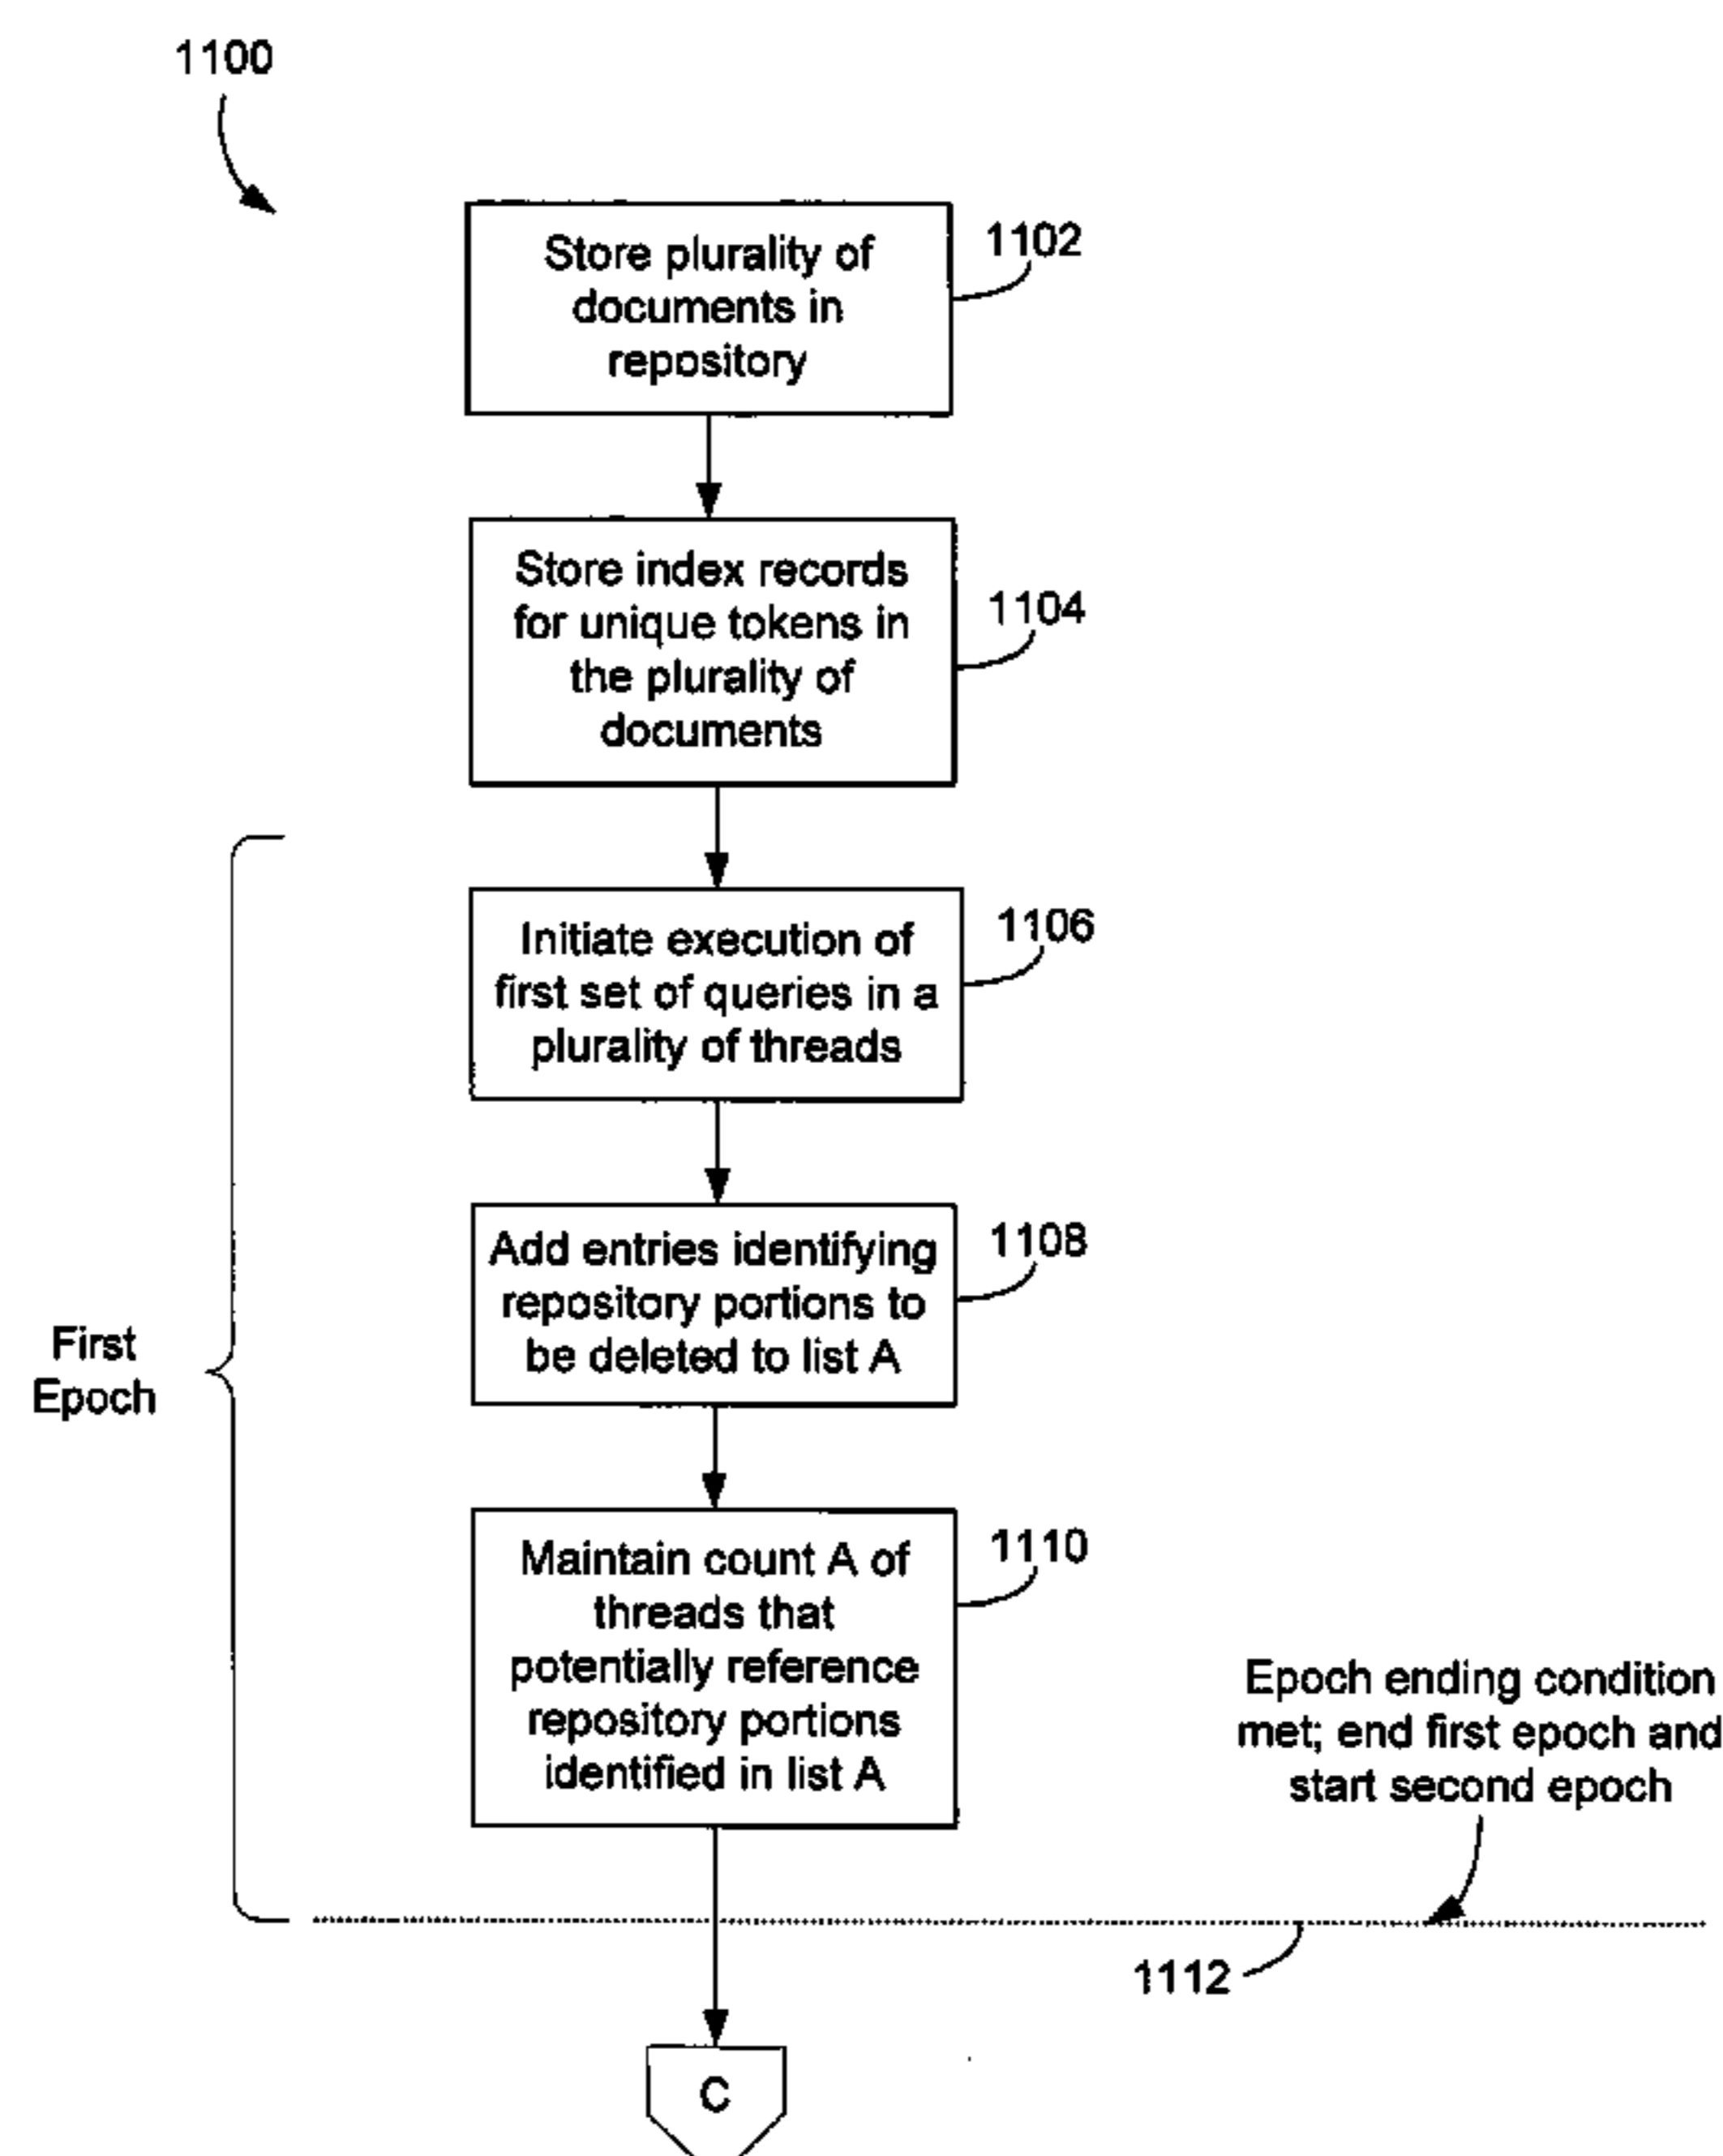 1100
Store plurality of
documents in
repository
1102
Store index records
for unique tokens in
the plurality of
documents
1104
Initiate execution of
first set of queries in a
plurality of threads
1106
Add entries identifying
repository portions to
be deleted to list A
1108
First
Epoch
Maintain count A of
threads that
potentially reference
repository portions
identified in list A
1110
Epoch ending condition
met; end first epoch and
start second epoch
1112
C